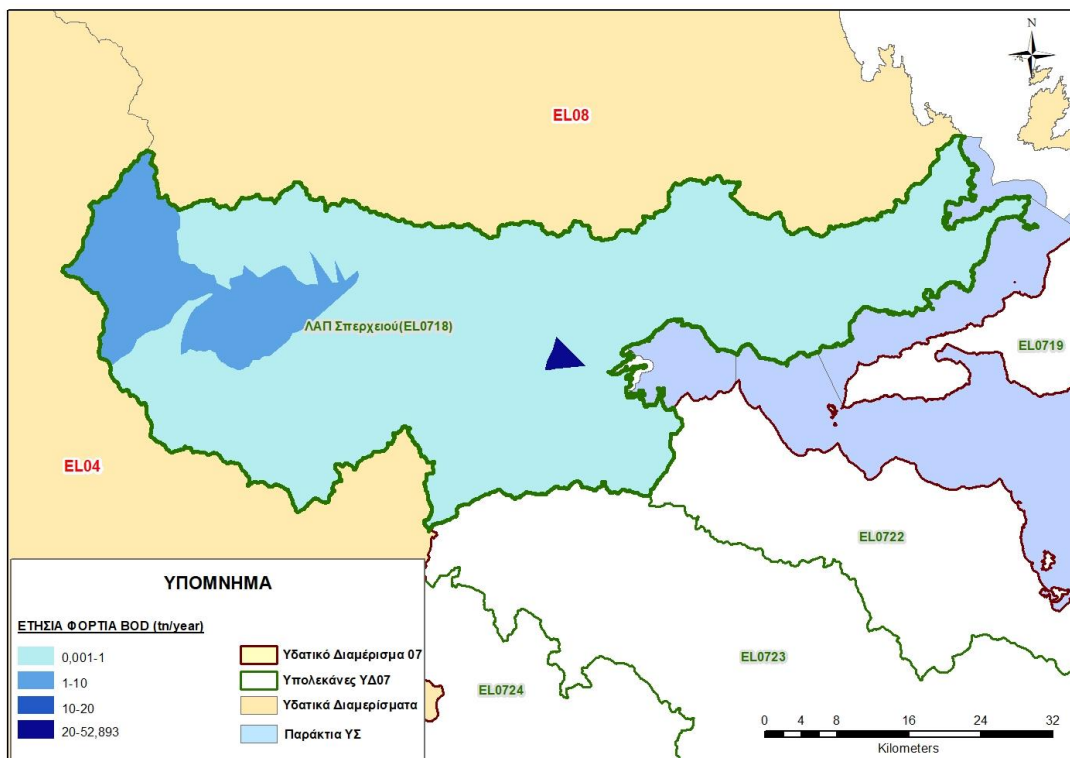 N
EL08
EL0719
ΛΑΠ Σπερχειού(EL0718)
EL04
EL0722
EL0723
EL0724
ΥΠΟΜΝΗΜΑ
ΕΤΗΣΙΑ ΦΟΡΤΙΑ BOD (tn/year)
0,001-1
1-10
10-20
20-52,893
Υδατικό Διαμέρισμα 07
Υπολεκάνες ΥΔ07
Υδατικά Διαμερίσματα
Παράκτια ΥΣ
0 4 8 16 24 32
Kilometers